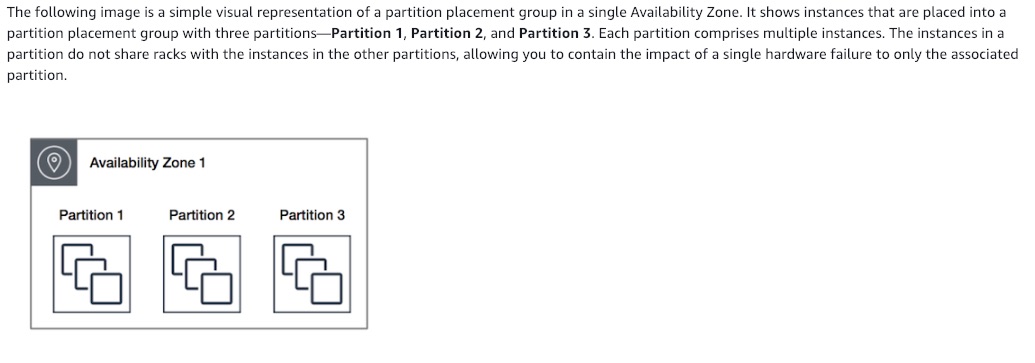 The following image is a simple visual representation of a partition placement group in a single Availability Zone. It shows instances that are placed into a
partition placement group with three partitions—Partition 1, Partition 2, and Partition 3. Each partition comprises multiple instances. The instances in a
partition do not share racks with the instances in the other partitions, allowing you to contain the impact of a single hardware failure to only the associated
partition.
Availability Zone 1
Partition 1
Partition 2
Partition 3